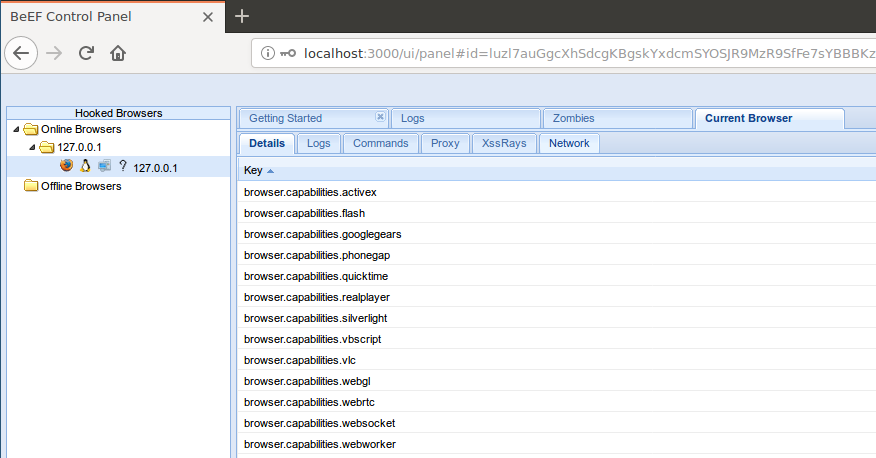 BeEF Control Panel
localhost:3000/ui/panel#id=luzl7auGgcXhSdcgKBgskYxdcmSYOSJR9MzR9SfFe7sYBBBKz
Hooked Browsers
Online Browsers
127.0.0.1
? 127.0.0.1
Offline Browsers
Getting Started
Logs
Zombies
Current Browser
Details
Logs
Commands
Proxy
XssRays
Network
Key
browser.capabilities.activex
browser.capabilities.flash
browser.capabilities.googlegears
browser.capabilities.phonegap
browser.capabilities.quicktime
browser.capabilities.realplayer
browser.capabilities.silverlight
browser.capabilities.vbscript
browser.capabilities.vlc
browser.capabilities.webgl
browser.capabilities.webrtc
browser.capabilities.websocket
browser.capabilities.webworker